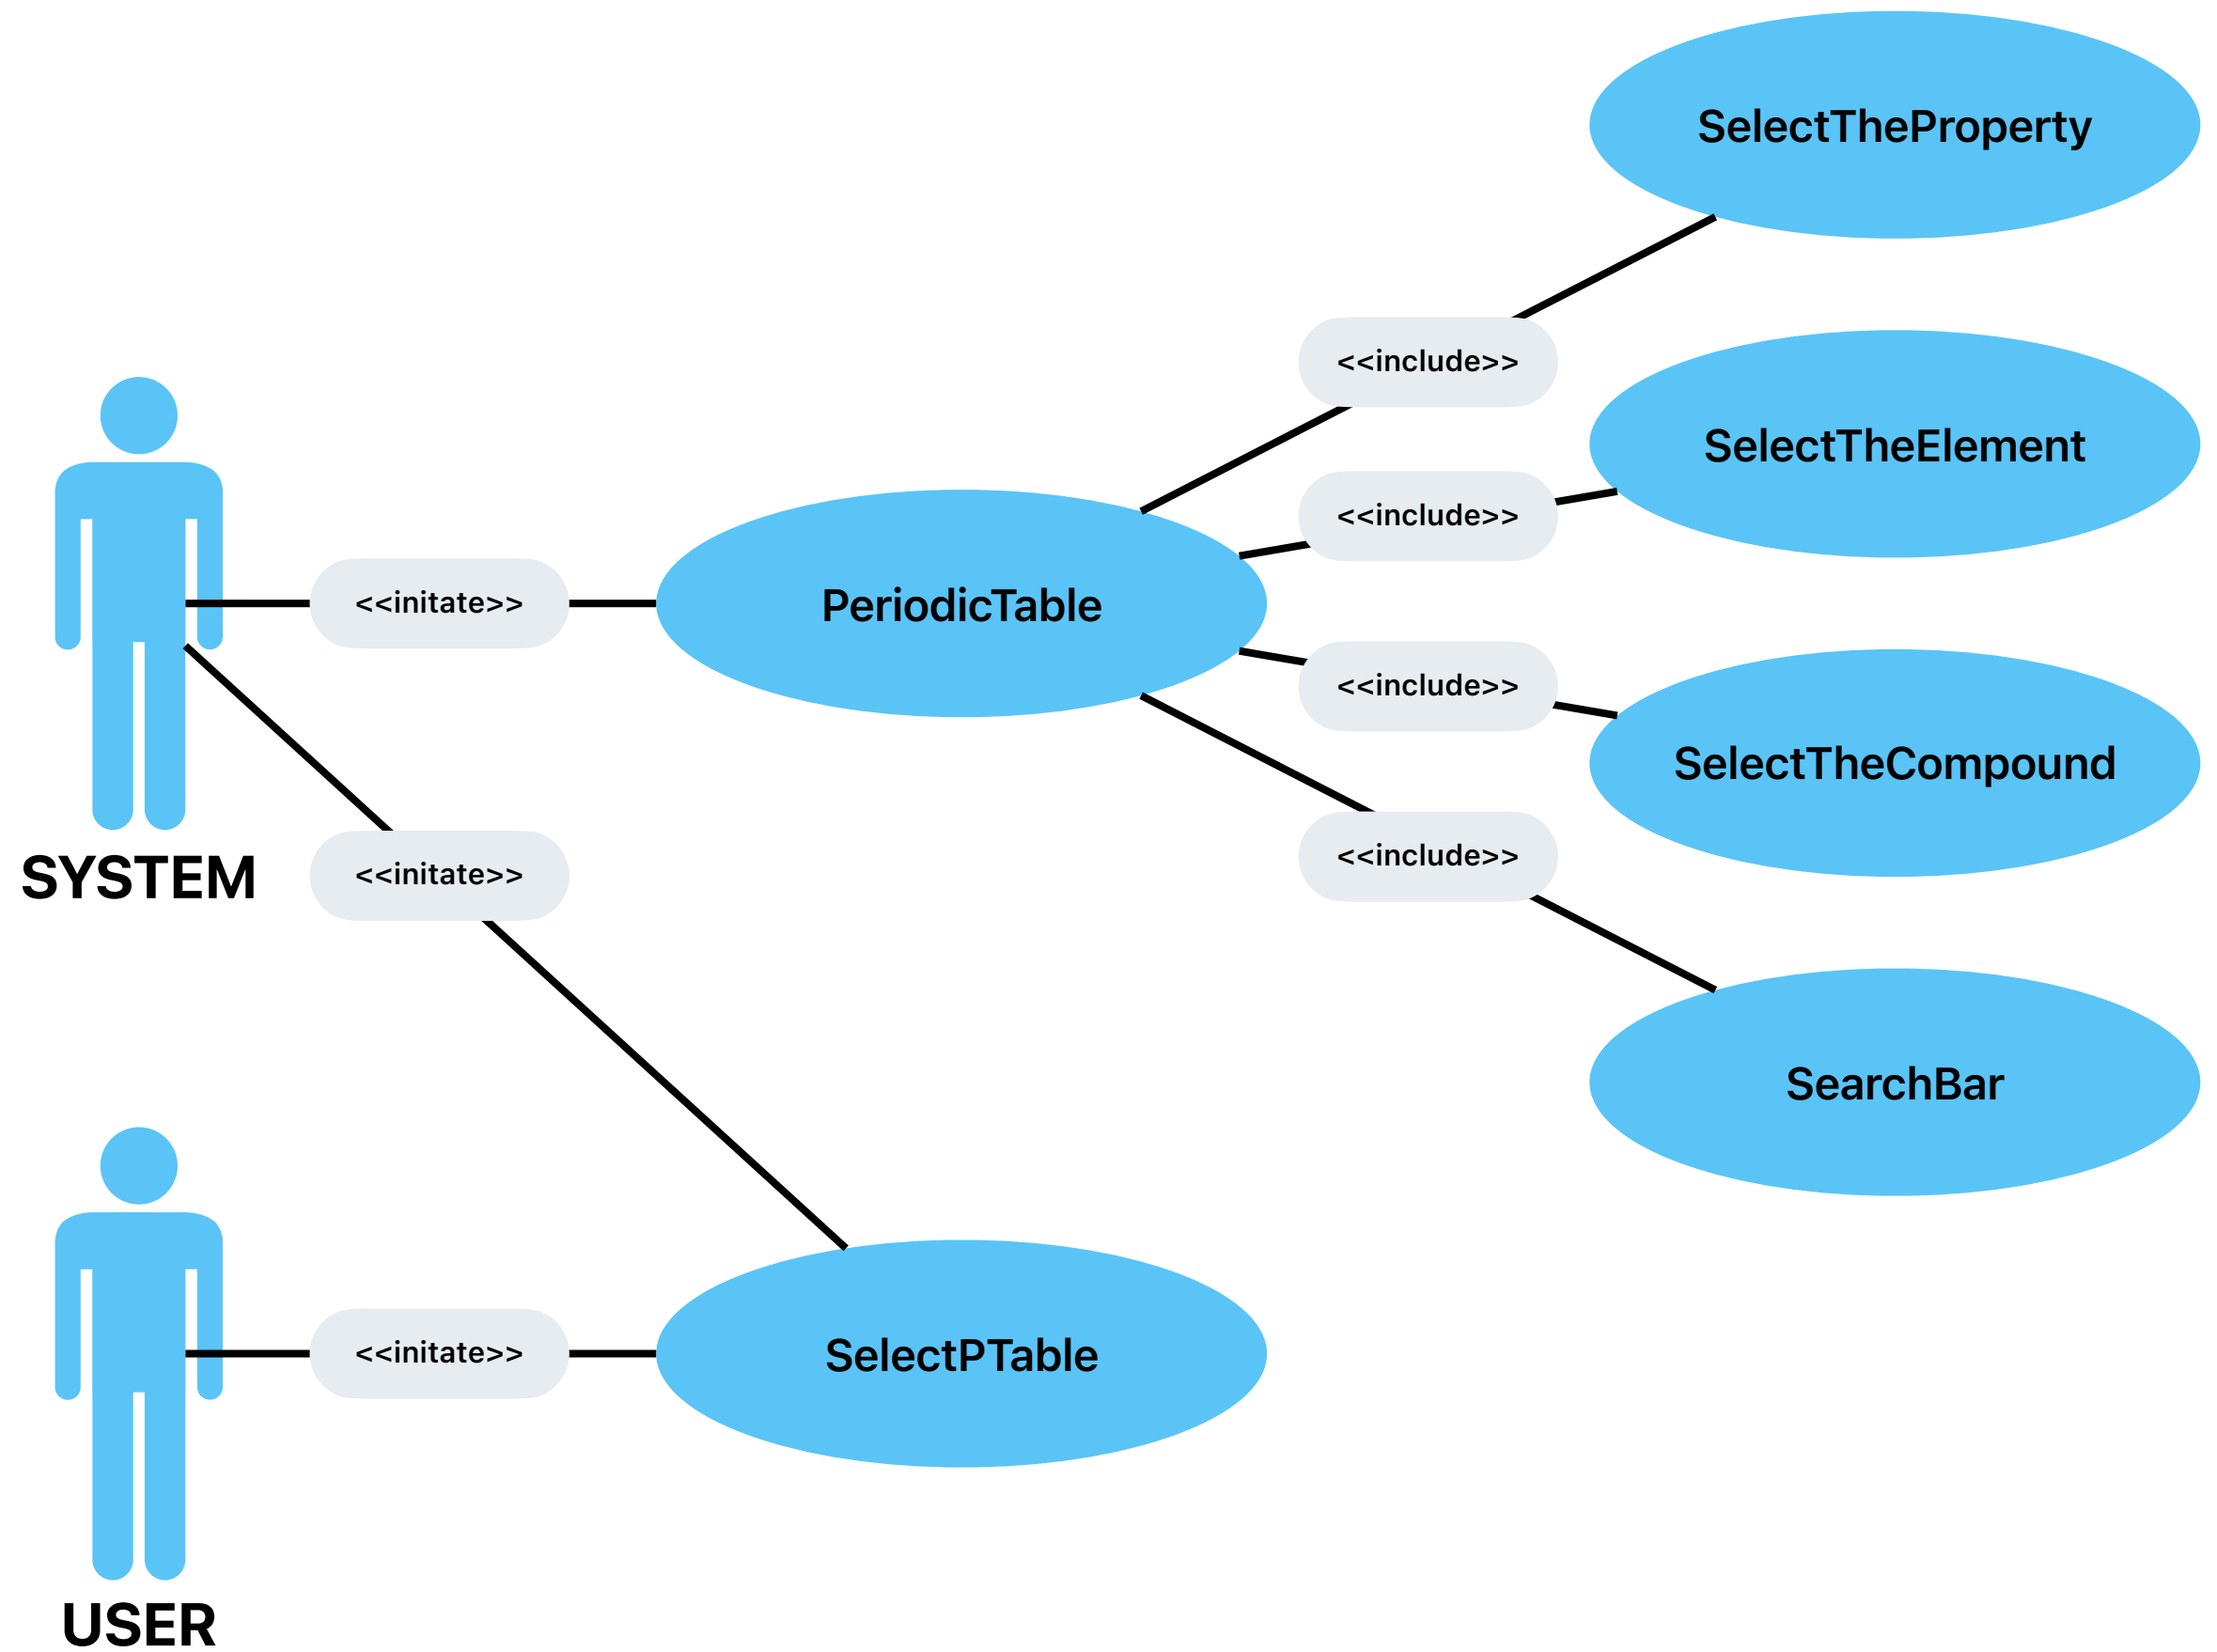 SelectTheProperty
<<include>>
SelectTheElement
<<include>>
<<initate>>
PeriodicTable
<<include>>
SelectTheCompound
<<include>>
SYSTEM
<<initate>>
SearchBar
<<initate>>
SelectPTable
USER